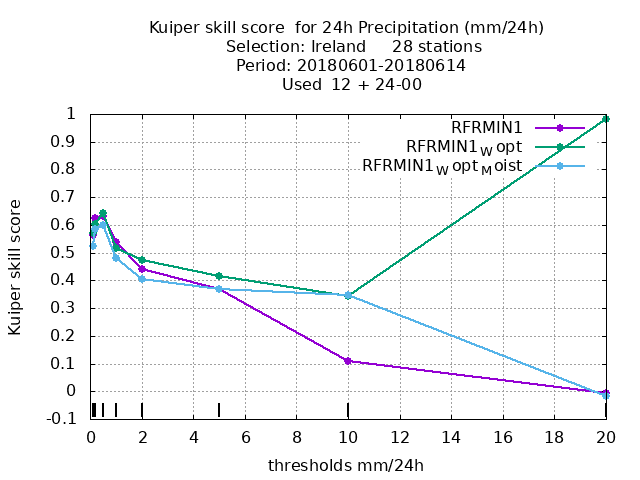 Kuiper skill score  for 24h Precipitation (mm/24h)
Selection: Ireland     28 stations
Period: 20180601-20180614
Used  12 + 24-00
RFRMIN1
RFRMIN1Wopt
RFRMIN1WoptMoist
Kuiper skill score
1
0.9
0.8
0.7
0.6
0.5
0.4
0.3
0.2
0.1
0
-0.1
0 2 4 6 8 10 12 14 16 18 20
thresholds mm/24h